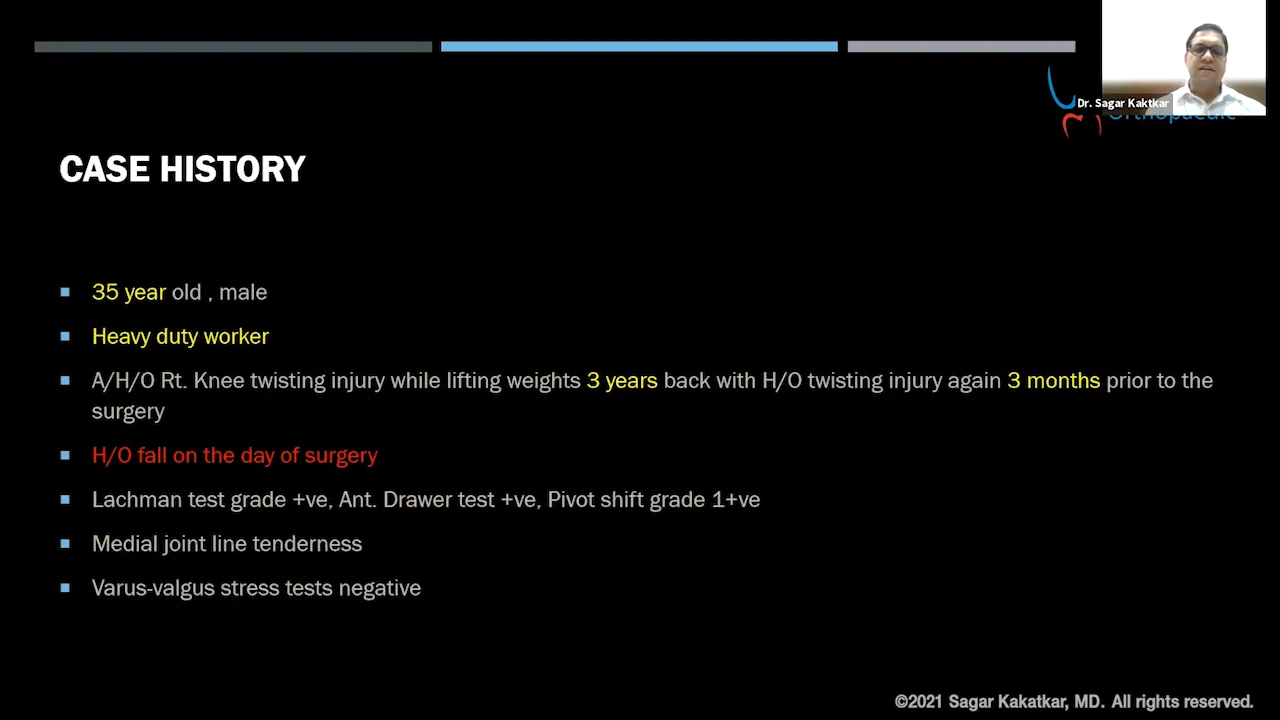 Dr. Sagar Kaktkar
Orthopaedic
CASE HISTORY
35 year old , male
Heavy duty worker
A/H/O Rt. Knee twisting injury while lifting weights 3 years back with H/O twisting injury again 3 months prior to the
surgery
H/O fall on the day of surgery
Lachman test grade +ve, Ant. Drawer test +ve, Pivot shift grade 1+ve
Medial joint line tenderness
Varus-valgus stress tests negative
©2021 Sagar Kakatkar, MD. All rights reserved.